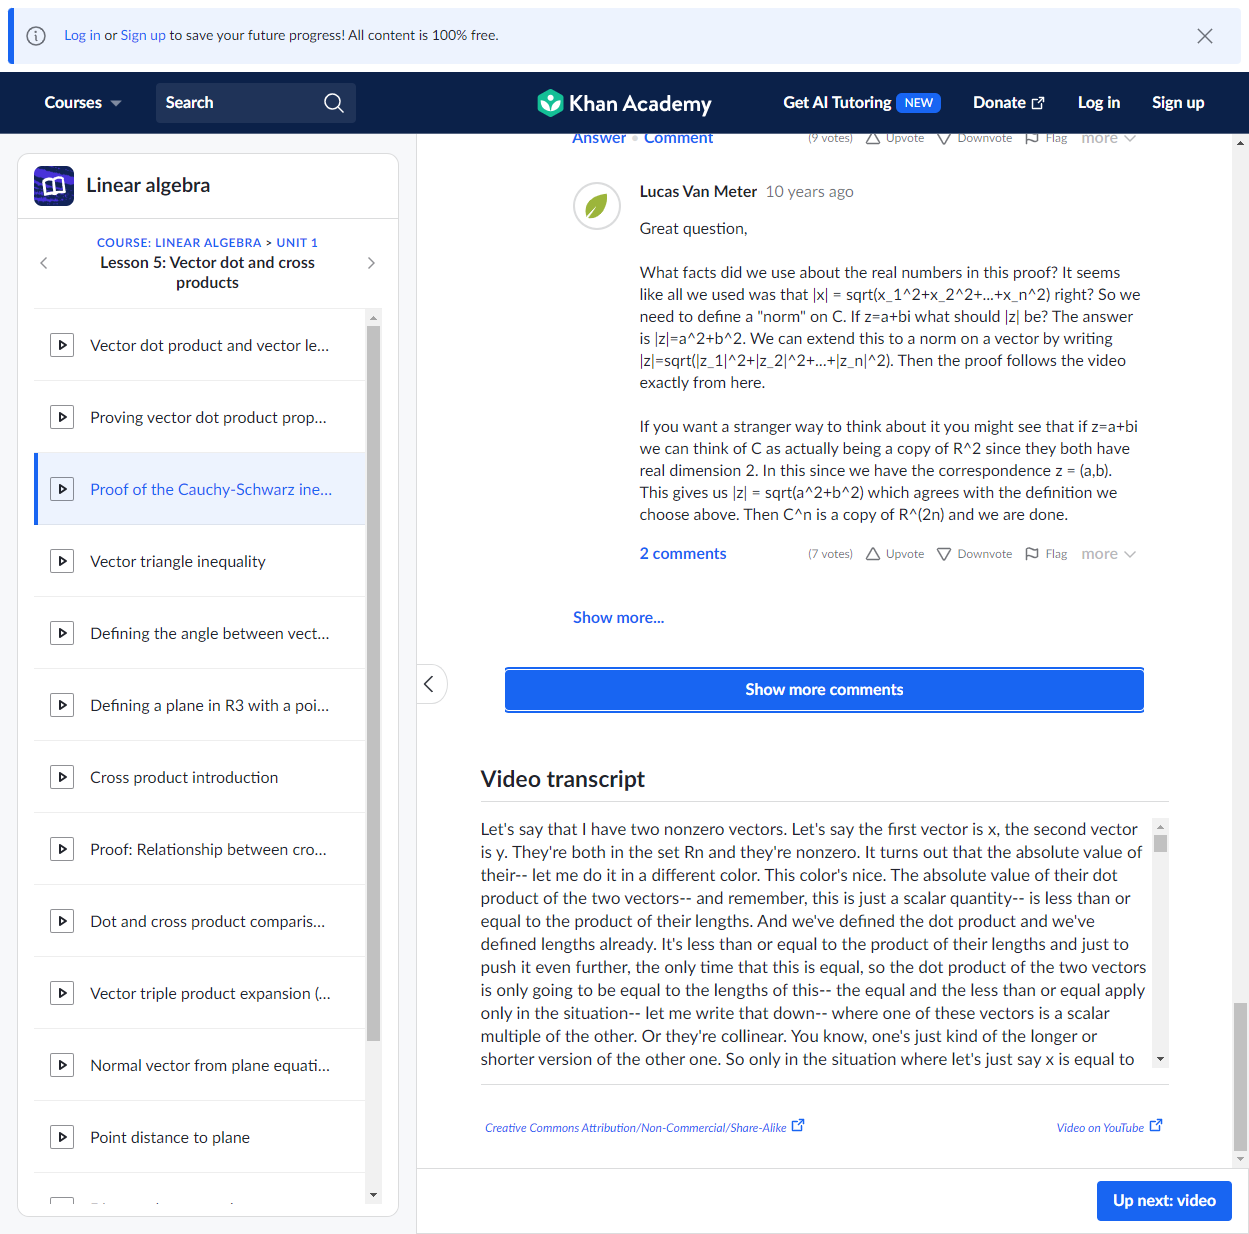 Log in or Sign up to save your future progress! All content is 100% free.
Courses
Search
Khan Academy
Get AI Tutoring NEW
Donate
Log in
Sign up
Linear algebra
COURSE: LINEAR ALGEBRA > UNIT 1
Lesson 5: Vector dot and cross
products
Vector dot product and vector le...
Proving vector dot product prop...
Proof of the Cauchy-Schwarz ine...
Vector triangle inequality
Defining the angle between vect...
Defining a plane in R3 with a poi...
Cross product introduction
Proof: Relationship between cro...
Dot and cross product comparis...
Vector triple product expansion (...
Normal vector from plane equati...
Point distance to plane
Answer • Comment (9 votes) Upvote Downvote Flag more
Lucas Van Meter 10 years ago
Great question,
What facts did we use about the real numbers in this proof? It seems
like all we used was that |x| = sqrt(x_1^2+x_2^2+...+x_n^2) right? So we
need to define a "norm" on C. If z=a+bi what should |z| be? The answer
is |z|=a^2+b^2. We can extend this to a norm on a vector by writing
|z|=sqrt(|z_1|^2+|z_2|^2+...+|z_n|^2). Then the proof follows the video
exactly from here.
If you want a stranger way to think about it you might see that if z=a+bi
we can think of C as actually being a copy of R^2 since they both have
real dimension 2. In this since we have the correspondence z = (a,b).
This gives us |z| = sqrt(a^2+b^2) which agrees with the definition we
choose above. Then C^n is a copy of R^(2n) and we are done.
2 comments (7 votes) Upvote Downvote Flag more
Show more...
Show more comments
Video transcript
Let's say that I have two nonzero vectors. Let's say the first vector is x, the second vector
is y. They're both in the set Rn and they're nonzero. It turns out that the absolute value of
their-- let me do it in a different color. This color's nice. The absolute value of their dot
product of the two vectors-- and remember, this is just a scalar quantity-- is less than or
equal to the product of their lengths. And we've defined the dot product and we've
defined lengths already. It's less than or equal to the product of their lengths and just to
push it even further, the only time that this is equal, so the dot product of the two vectors
is only going to be equal to the lengths of this-- the equal and the less than or equal apply
only in the situation-- let me write that down-- where one of these vectors is a scalar
multiple of the other. Or they're collinear. You know, one's just kind of the longer or
shorter version of the other one. So only in the situation where let's just say x is equal to
Creative Commons Attribution/Non-Commercial/Share-Alike
Video on YouTube
Up next: video